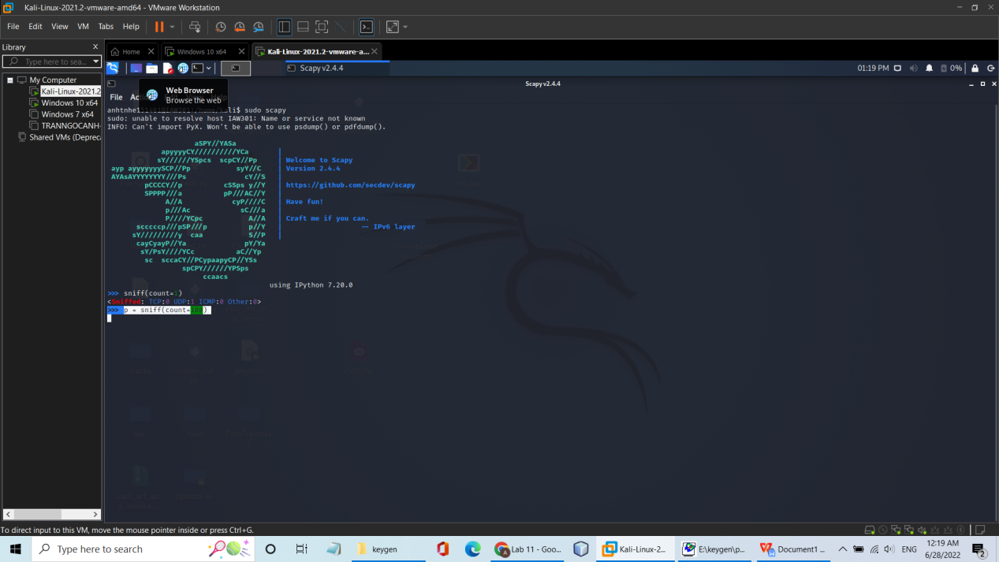 Kali-Linux-2021.2-vmware-amd64 - VMware Workstation
File Edit View VM Tabs Help
Library
Type here to sea...
My Computer
Kali-Linux-2021.2
Windows 10 x64
Windows 7 x64
TRANNGOCANH-
Shared VMs (Depreca
Home
Windows 10 x64
Kali-Linux-2021.2-vmware-a...
Scapy v2.4.4
01:19 PM
0%
Scapy v2.4.4
File
Web Browser
Browse the web
sudo scapy
sudo: unable to resolve host IAW301: Name or service not known
INFO: Can't import PyX. Won't be able to use psdump() or pdfdump().
aSPY//YASa
apyyyyCY//////////YCa |
sY//////YSpcs scpCY//Pp | Welcome to Scapy
ayp ayyyyyyySCP//Pp syY//C | Version 2.4.4
AYAsAYYYYYYYY///Ps cY//S |
pCCCCY//p cSSps y//Y | https://github.com/secdev/scapy
SPPPP///a pP///AC//Y |
A//A cyP////C | Have fun!
p///Ac sC///a |
P////YCpc A//A | Craft me if you can.
scccccp///pSP///p p//Y | -- IPv6 layer
sY/////////y caa S//P |
cayCyayP//Ya pY/Ya
sY/PsY////YCc aC//Yp
sc sccaCY//PCypaapyCP//YSs
spCPY//////YPSps
ccaacs
using IPython 7.20.0
>>> sniff(count=1)
<Sniffed: TCP:0 UDP:1 ICMP:0 Other:0>
>>> p = sniff(count= )
To direct input to this VM, move the mouse pointer inside or press Ctrl+G.
Type here to search
keygen
Lab 11 - Goo...
Kali-Linux-2...
E:\keygen\p...
Document1 ...
ENG
12:19 AM
6/28/2022
2